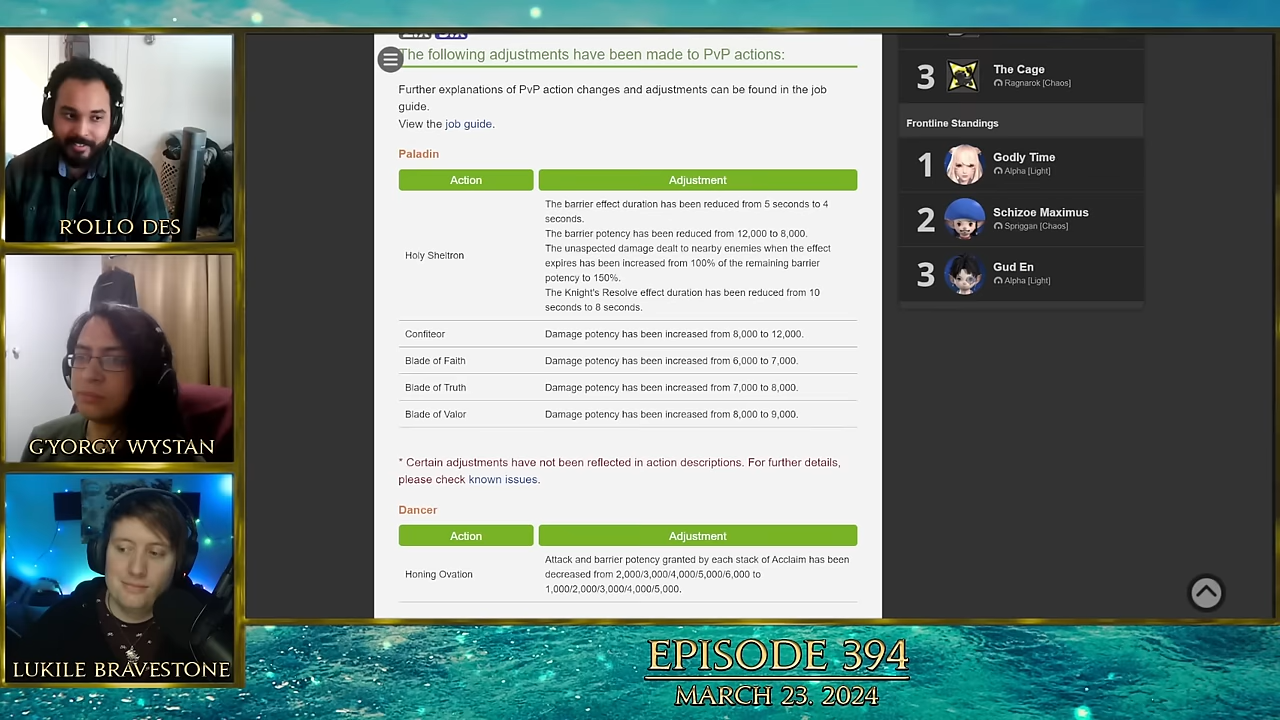 The following adjustments have been made to PvP actions:
Further explanations of PvP action changes and adjustments can be found in the job
guide.
View the job guide.
Paladin
Action
Adjustment
Holy Sheltron
The barrier effect duration has been reduced from 5 seconds to 4
seconds.
The barrier potency has been reduced from 12,000 to 8,000.
The unaspected damage dealt to nearby enemies when the effect
expires has been increased from 100% of the remaining barrier
potency to 150%.
The Knight's Resolve effect duration has been reduced from 10
seconds to 8 seconds.
Confiteor
Damage potency has been increased from 8,000 to 12,000.
Blade of Faith
Damage potency has been increased from 6,000 to 7,000.
Blade of Truth
Damage potency has been increased from 7,000 to 8,000.
Blade of Valor
Damage potency has been increased from 8,000 to 9,000.
* Certain adjustments have not been reflected in action descriptions. For further details,
please check known issues.
Dancer
Action
Adjustment
Honing Ovation
Attack and barrier potency granted by each stack of Acclaim has been
decreased from 2,000/3,000/4,000/5,000/6,000 to
1,000/2,000/3,000/4,000/5,000.
3
The Cage
Ragnarok [Chaos]
Frontline Standings
1
Godly Time
Alpha [Light]
2
Schizoe Maximus
Spriggan [Chaos]
3
Gud En
Alpha [Light]
R'OLLO DES
G'YORGY WYSTAN
LUKILE BRAVESTONE
EPISODE 394
MARCH 23. 2024